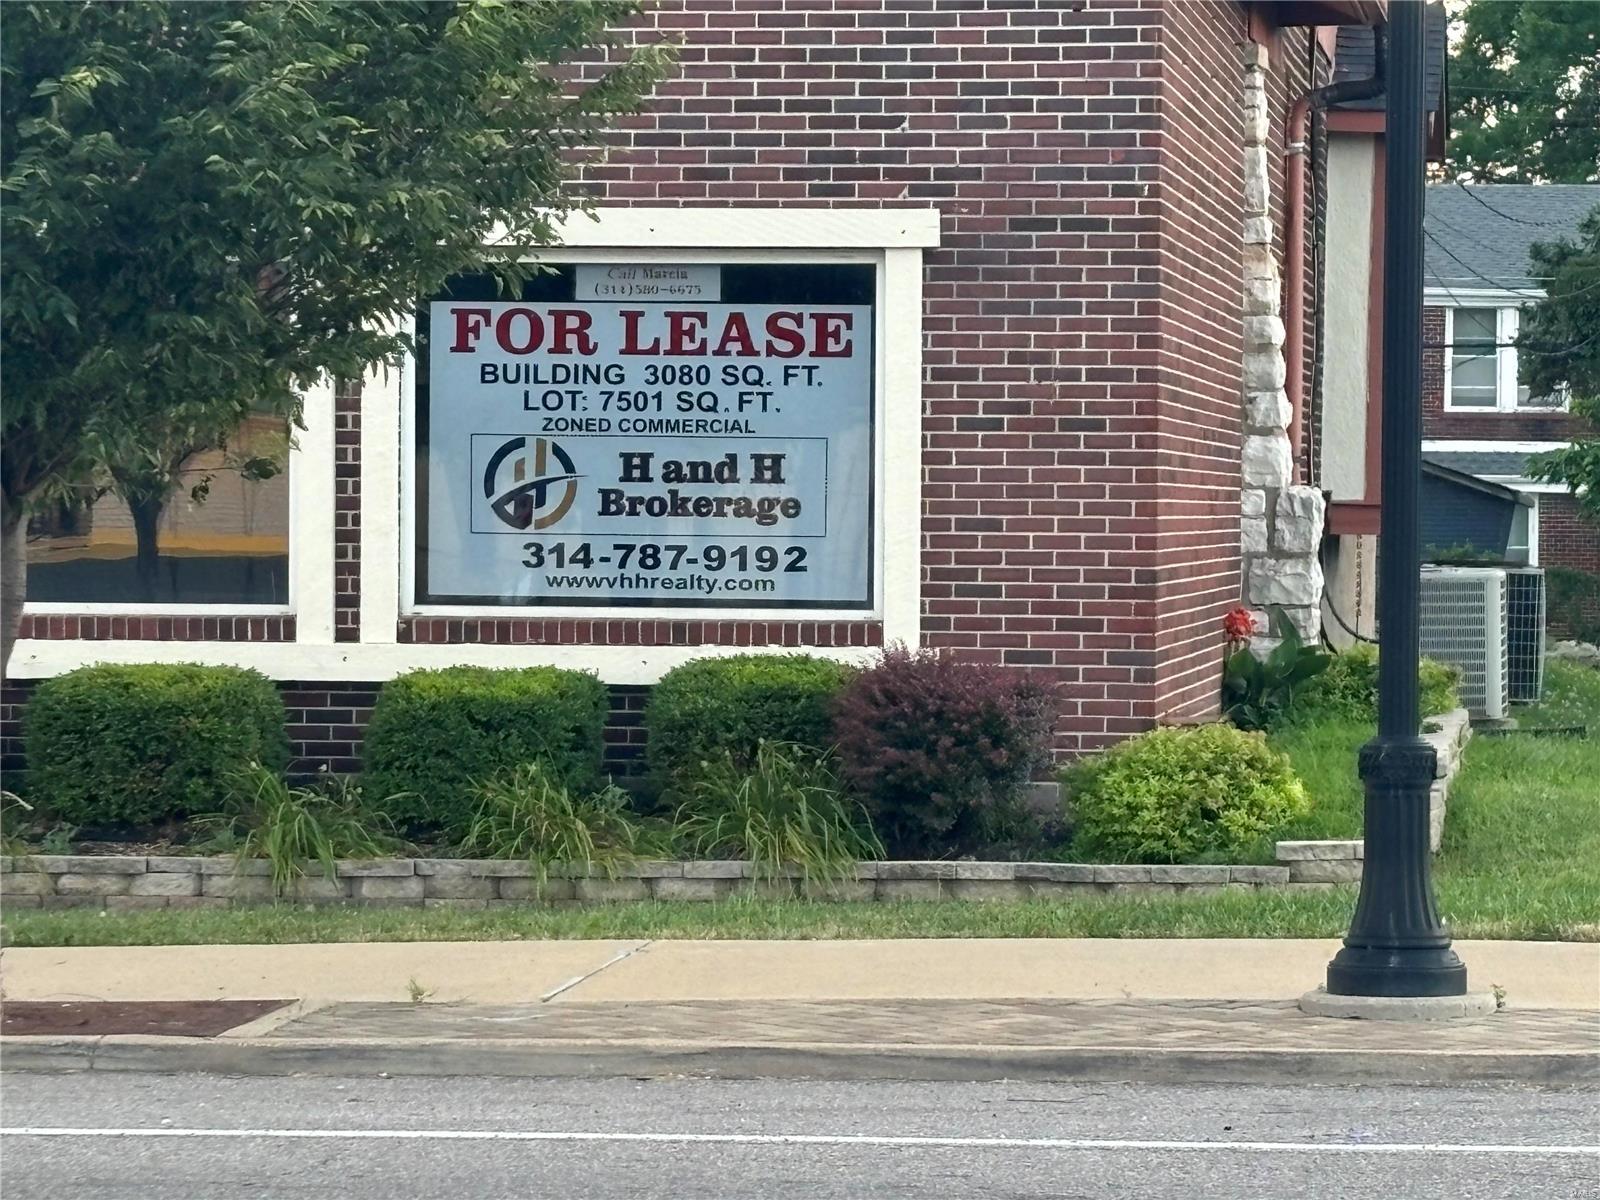 Call Marcia
(314)580-6675
FOR LEASE
BUILDING 3080 SQ. FT.
LOT: 7501 SQ. FT.
ZONED COMMERCIAL
H and H
Brokerage
314-787-9192
wwwvhhrealty.com